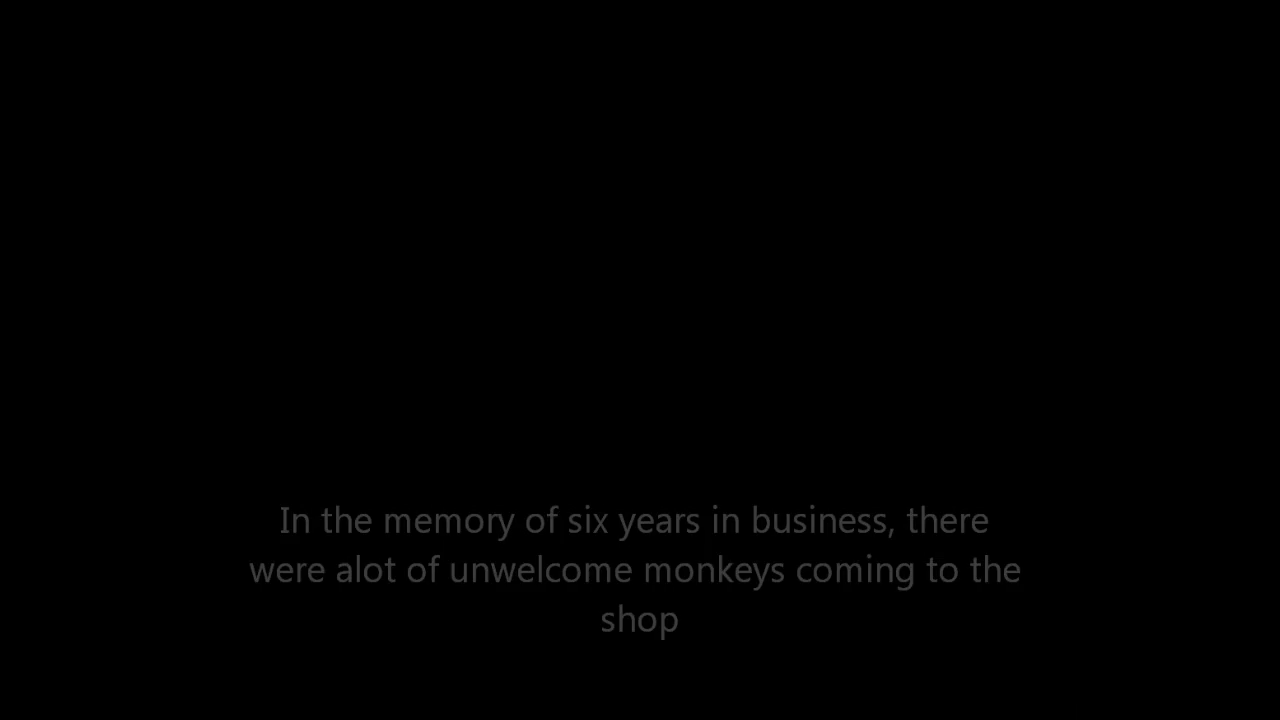 In the memory of six years in business, there
were alot of unwelcome monkeys coming to the
shop